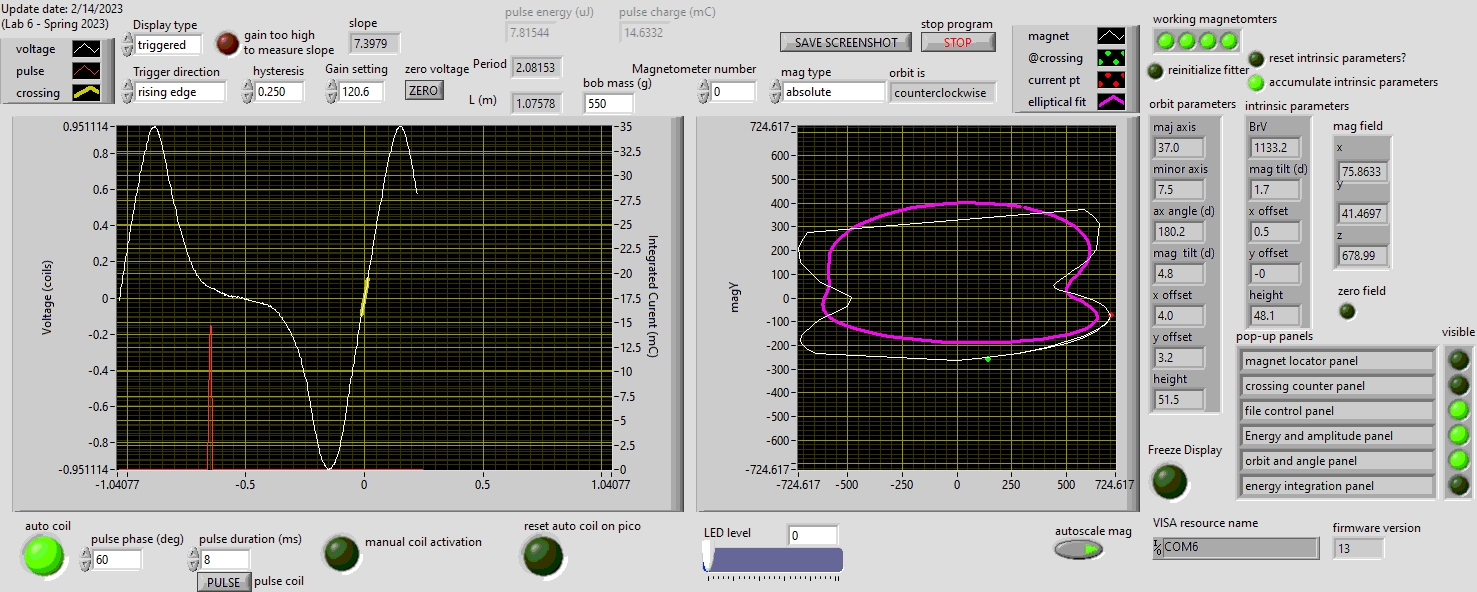 Update date: 2/14/2023
(Lab 6 - Spring 2023)
voltage
pulse
crossing
Display type
triggered
gain too high
to measure slope
slope
7.3979
Trigger direction
rising edge
hysteresis
0.250
Gain setting
120.6
zero voltage
ZERO
pulse energy (uJ)
7.81544
pulse charge (mC)
14.6332
Period
2.08153
L (m)
1.07578
bob mass (g)
550
Magnetometer number
0
mag type
absolute
orbit is
counterclockwise
SAVE SCREENSHOT
stop program
STOP
magnet
@crossing
current pt
elliptical fit
working magnetomters
reinitialize fitter
reset intrinsic parameters?
accumulate intrinsic parameters
0.951114
0.8
0.6
0.4
0.2
0
-0.2
-0.4
-0.6
-0.8
-0.951114
Voltage (coils)
-1.04077
-0.5
0
0.5
1.04077
35
32.5
30
27.5
25
22.5
20
17.5
15
12.5
10
7.5
5
2.5
0
Integrated Current (mC)
724.617
600
500
400
300
200
100
0
-100
-200
-300
-400
-500
-600
-724.617
magy
-724.617
-500
-250
0
250
500
724.617
orbit parameters
maj axis
37.0
minor axis
7.5
ax angle (d)
180.2
mag tilt (d)
4.8
x offset
4.0
y offset
3.2
height
51.5
intrinsic parameters
BrV
1133.2
mag tilt (d)
1.7
x offset
0.5
y offset
-0
height
48.1
mag field
x
75.8633
y
41.4697
z
678.99
zero field
pop-up panels
visible
magnet locator panel
crossing counter panel
file control panel
Energy and amplitude panel
orbit and angle panel
energy integration panel
Freeze Display
auto coil
pulse phase (deg)
60
pulse duration (ms)
8
PULSE
pulse coil
manual coil activation
reset auto coil on pico
LED level
0
autoscale mag
VISA resource name
COM6
firmware version
13